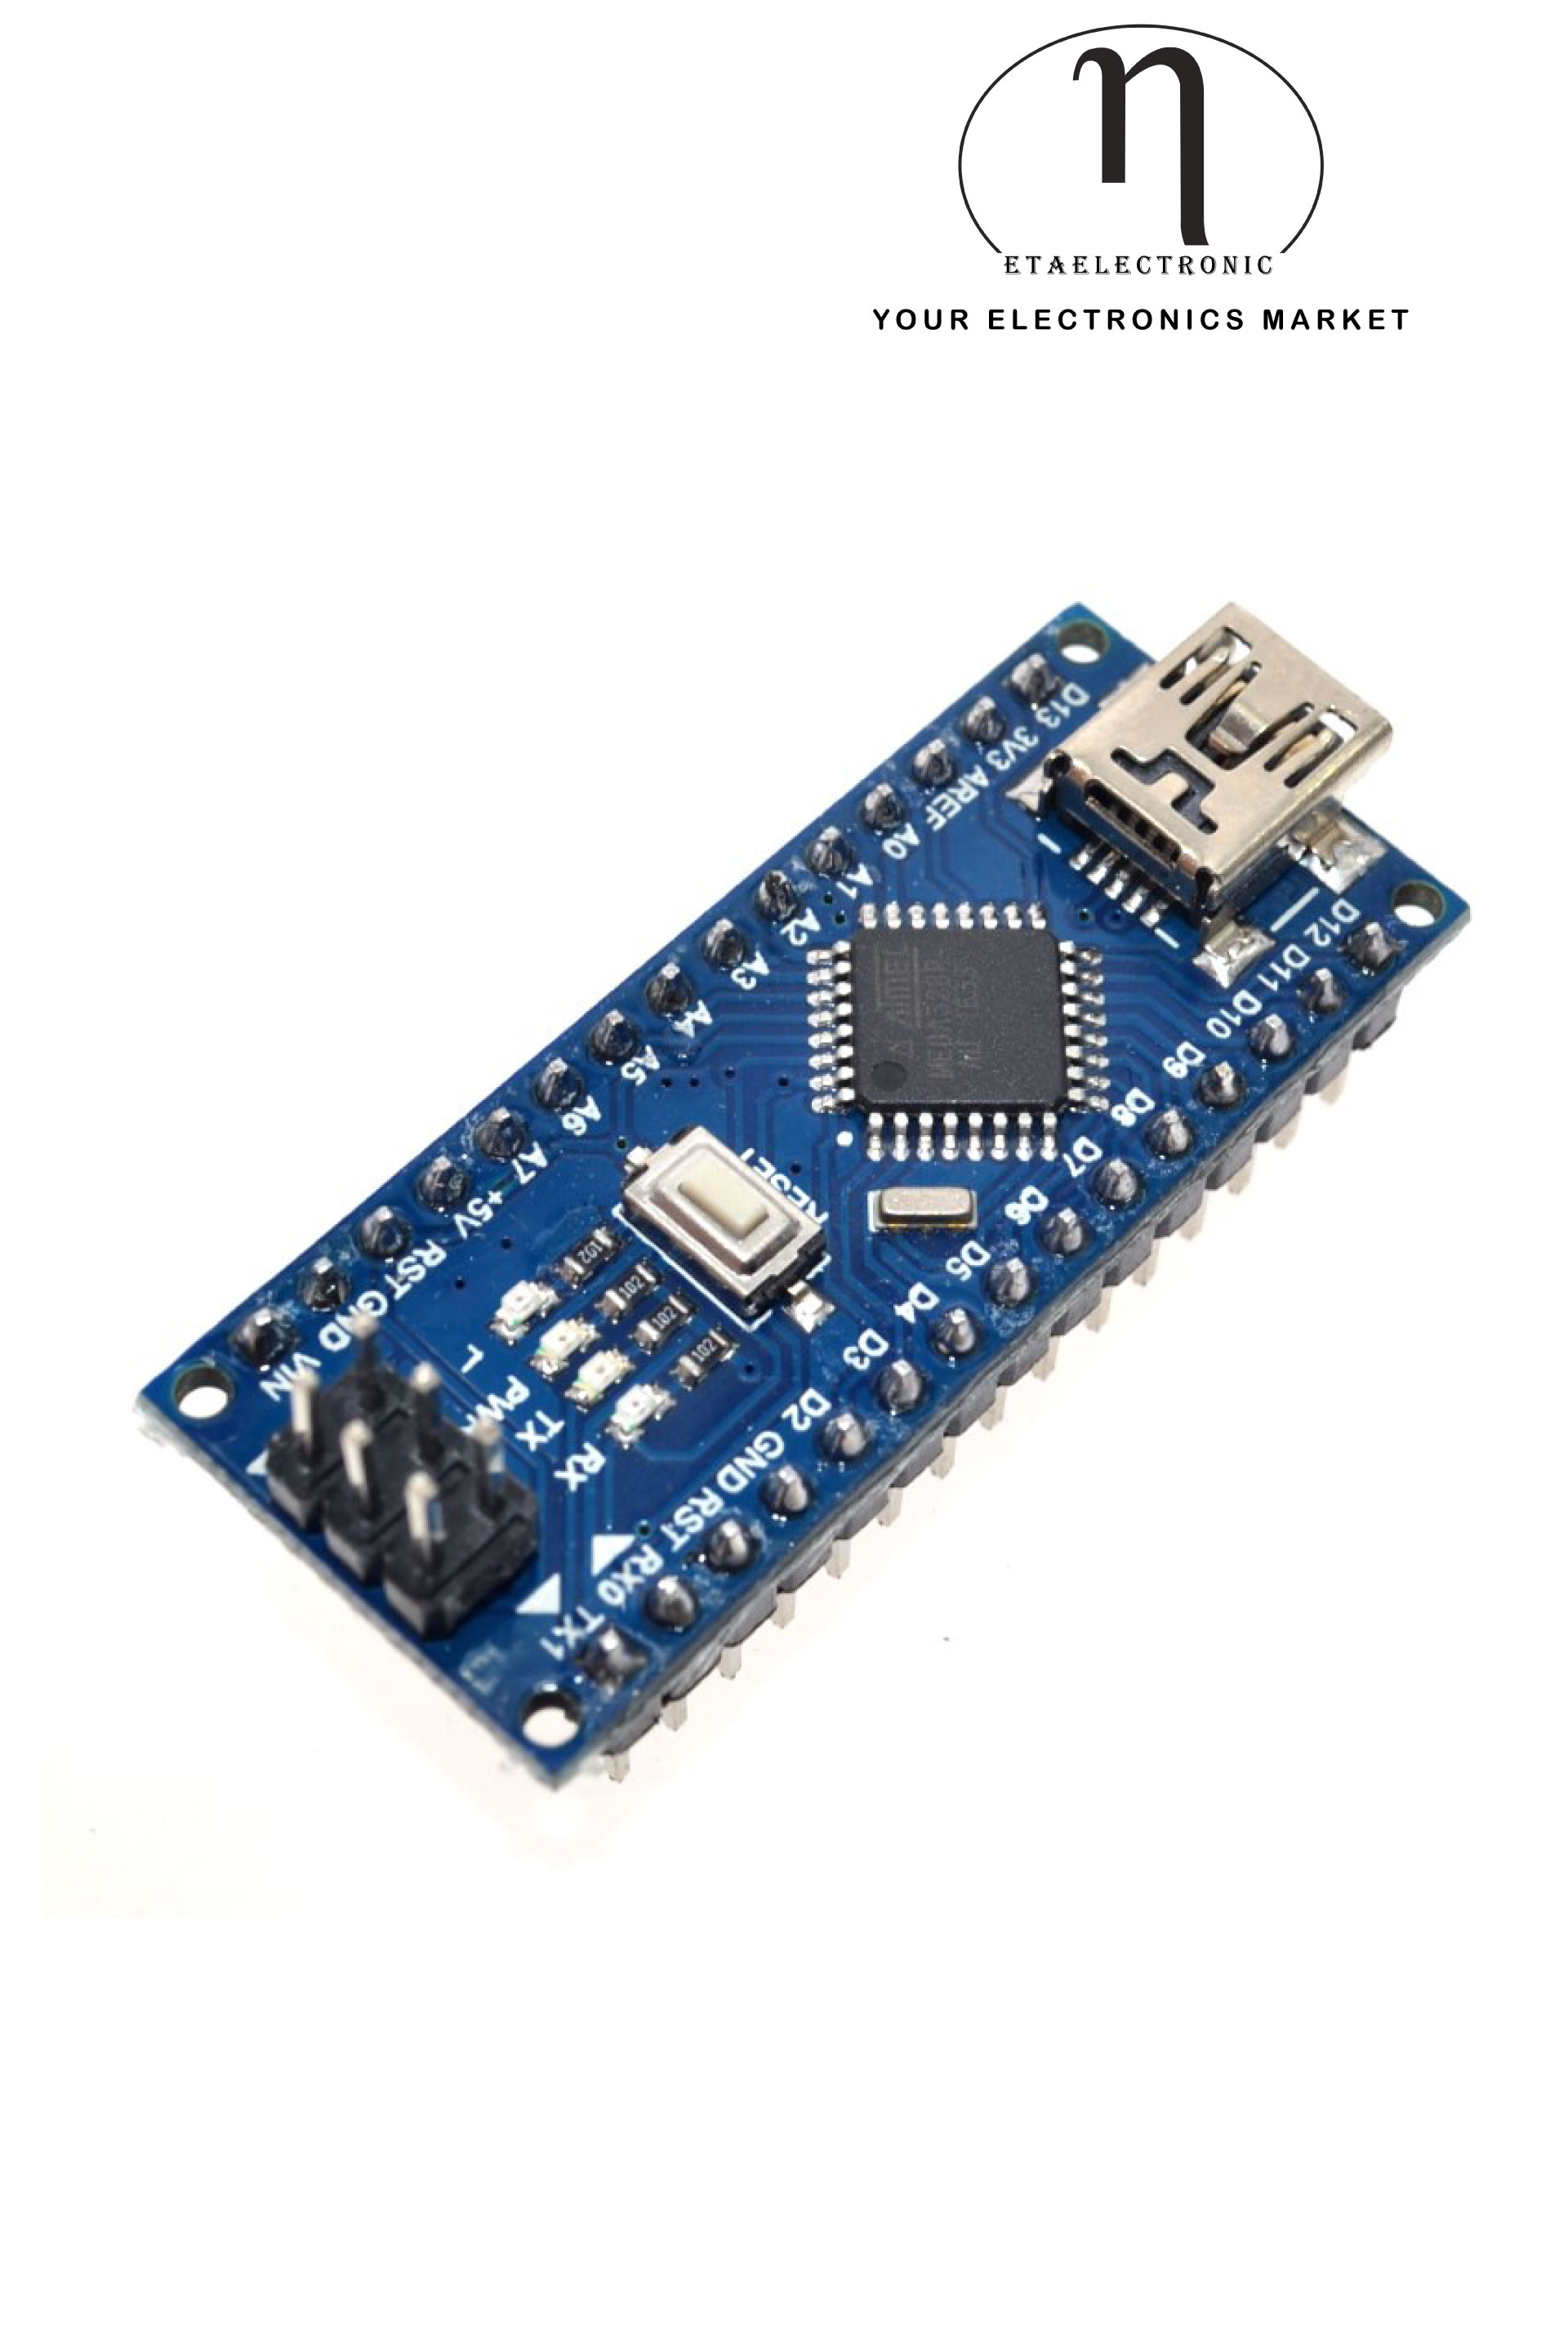 η
ETAELECTRONIC
YOUR ELECTRONICS MARKET
D13
3V3
AREF
A0
A1
A2
A3
A4
A5
A6
A7
+5V
RST
GND
VIN
D12
D11
D10
D9
D8
D7
D6
D5
D4
D3
D2
GND
RST
RX0
TX1
ATMEL
RESET
201
102
102
102
L
TX
RX